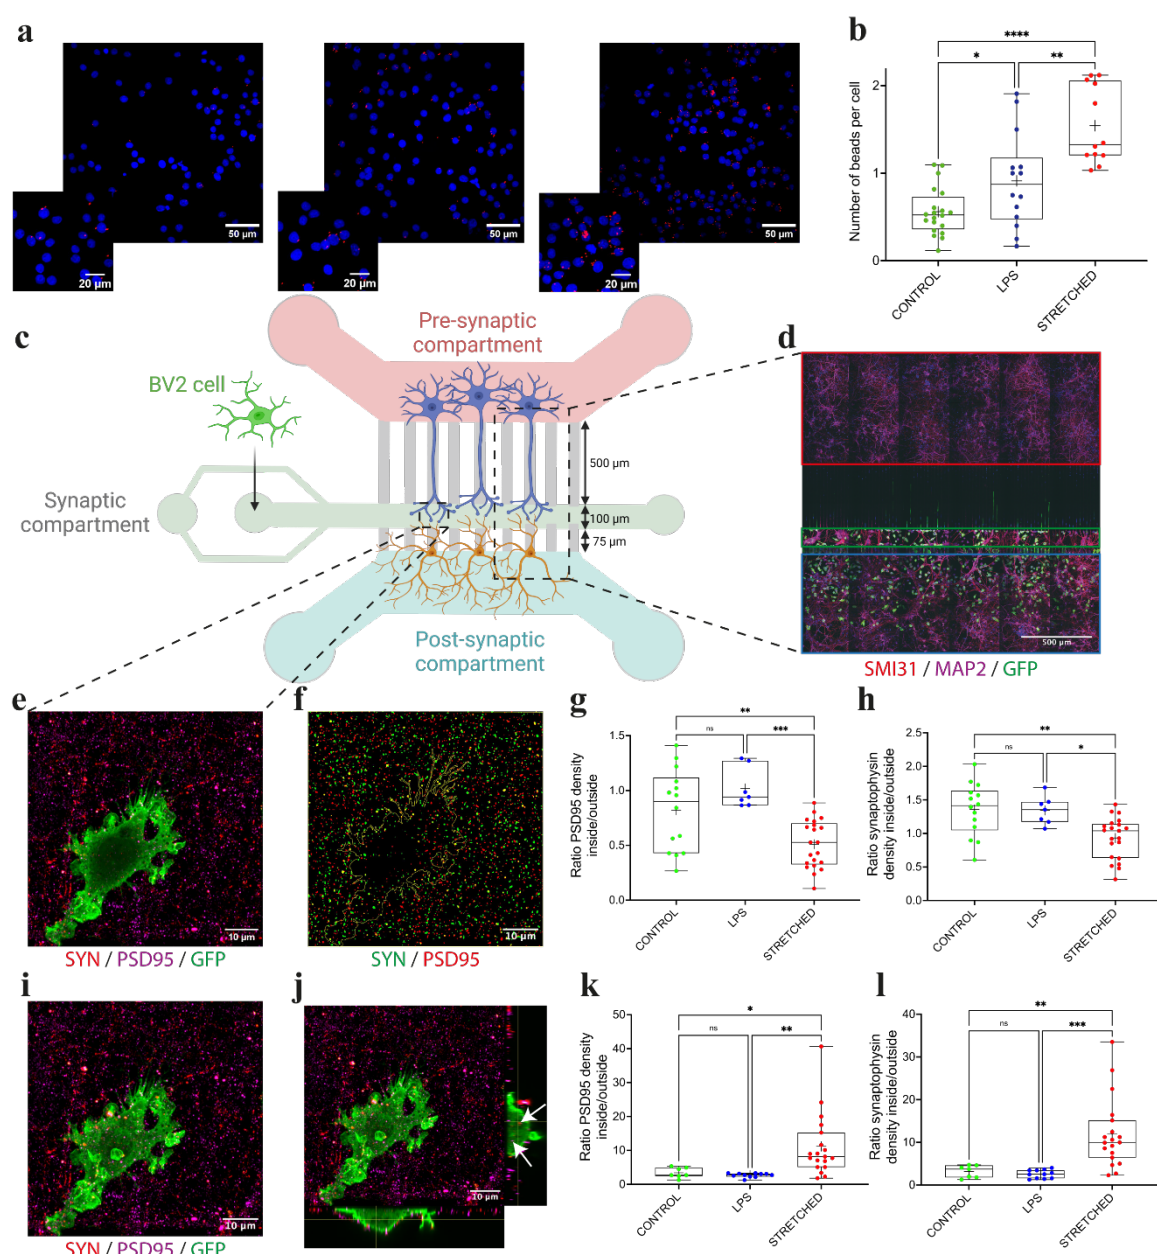 a
50 µm
20 µm
50 µm
20 µm
50 µm
20 µm
b
****
*
**
Number of beads per cell
2
1
0
CONTROL
LPS
STRETCHED
c
Pre-synaptic
compartment
BV2 cell
Synaptic
compartment
500 µm
100 µm
75 µm
Post-synaptic
compartment
d
500 µm
SMI31 / MAP2 / GFP
e
10 µm
SYN / PSD95 / GFP
f
10 µm
SYN / PSD95
g
**
ns
***
Ratio PSD95 density
inside/outside
1.5
1.0
0.5
0.0
CONTROL
LPS
STRETCHED
h
**
ns
*
Ratio synaptophysin
density inside/outside
2.5
2.0
1.5
1.0
0.5
0.0
CONTROL
LPS
STRETCHED
i
10 µm
SYN / PSD95 / GFP
j
10 µm
k
*
ns
**
Ratio PSD95 density
inside/outside
50
40
30
20
10
0
CONTROL
LPS
STRETCHED
l
**
ns
***
Ratio synaptophysin
density inside/outside
40
30
20
10
0
CONTROL
LPS
STRETCHED